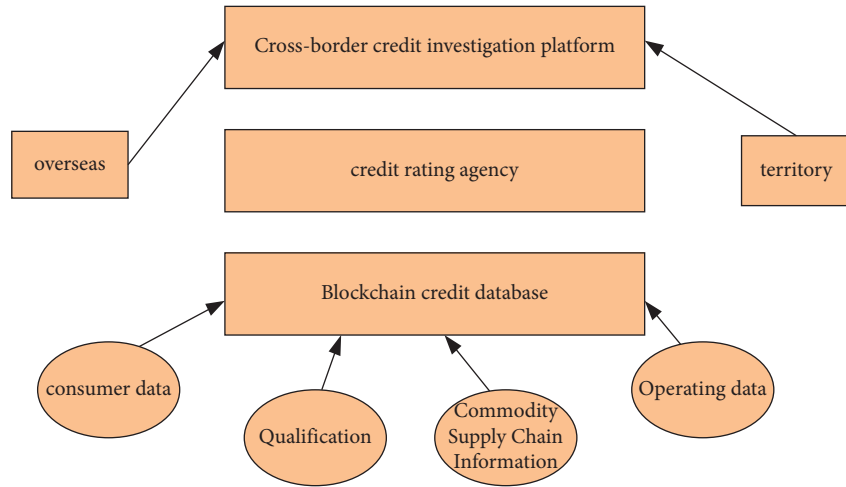 Cross-border credit investigation platform
overseas
credit rating agency
territory
Blockchain credit database
consumer data
Qualification
Commodity
Supply Chain
Information
Operating data